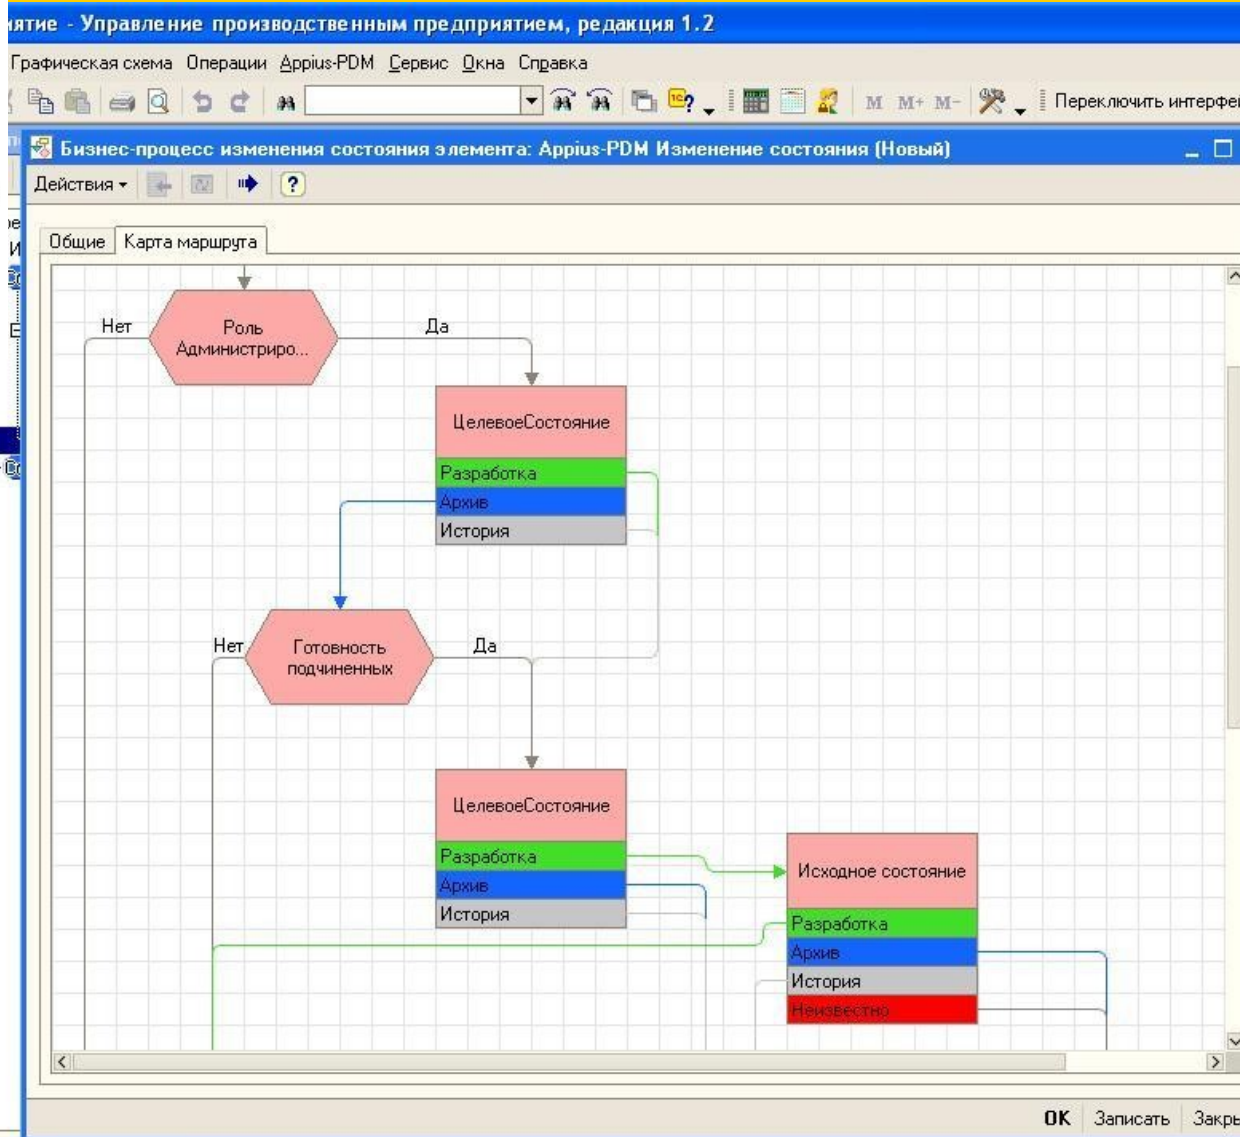 ятие - Управление производственным предприятием, редакция 1.2
Графическая схема Операции Appius-PDM Сервис Окна Справка
M M+ M- Переключить интерфей
Бизнес-процесс изменения состояния элемента: Appius-PDM Изменение состояния (Новый)
Действия
Общие Карта маршрута
Нет
Роль
Администриро...
Да
ЦелевоеСостояние
Разработка
Архив
История
Нет
Готовность
подчиненных
Да
ЦелевоеСостояние
Разработка
Архив
История
Исходное состояние
Разработка
Архив
История
Неизвестно
OK Записать Закры